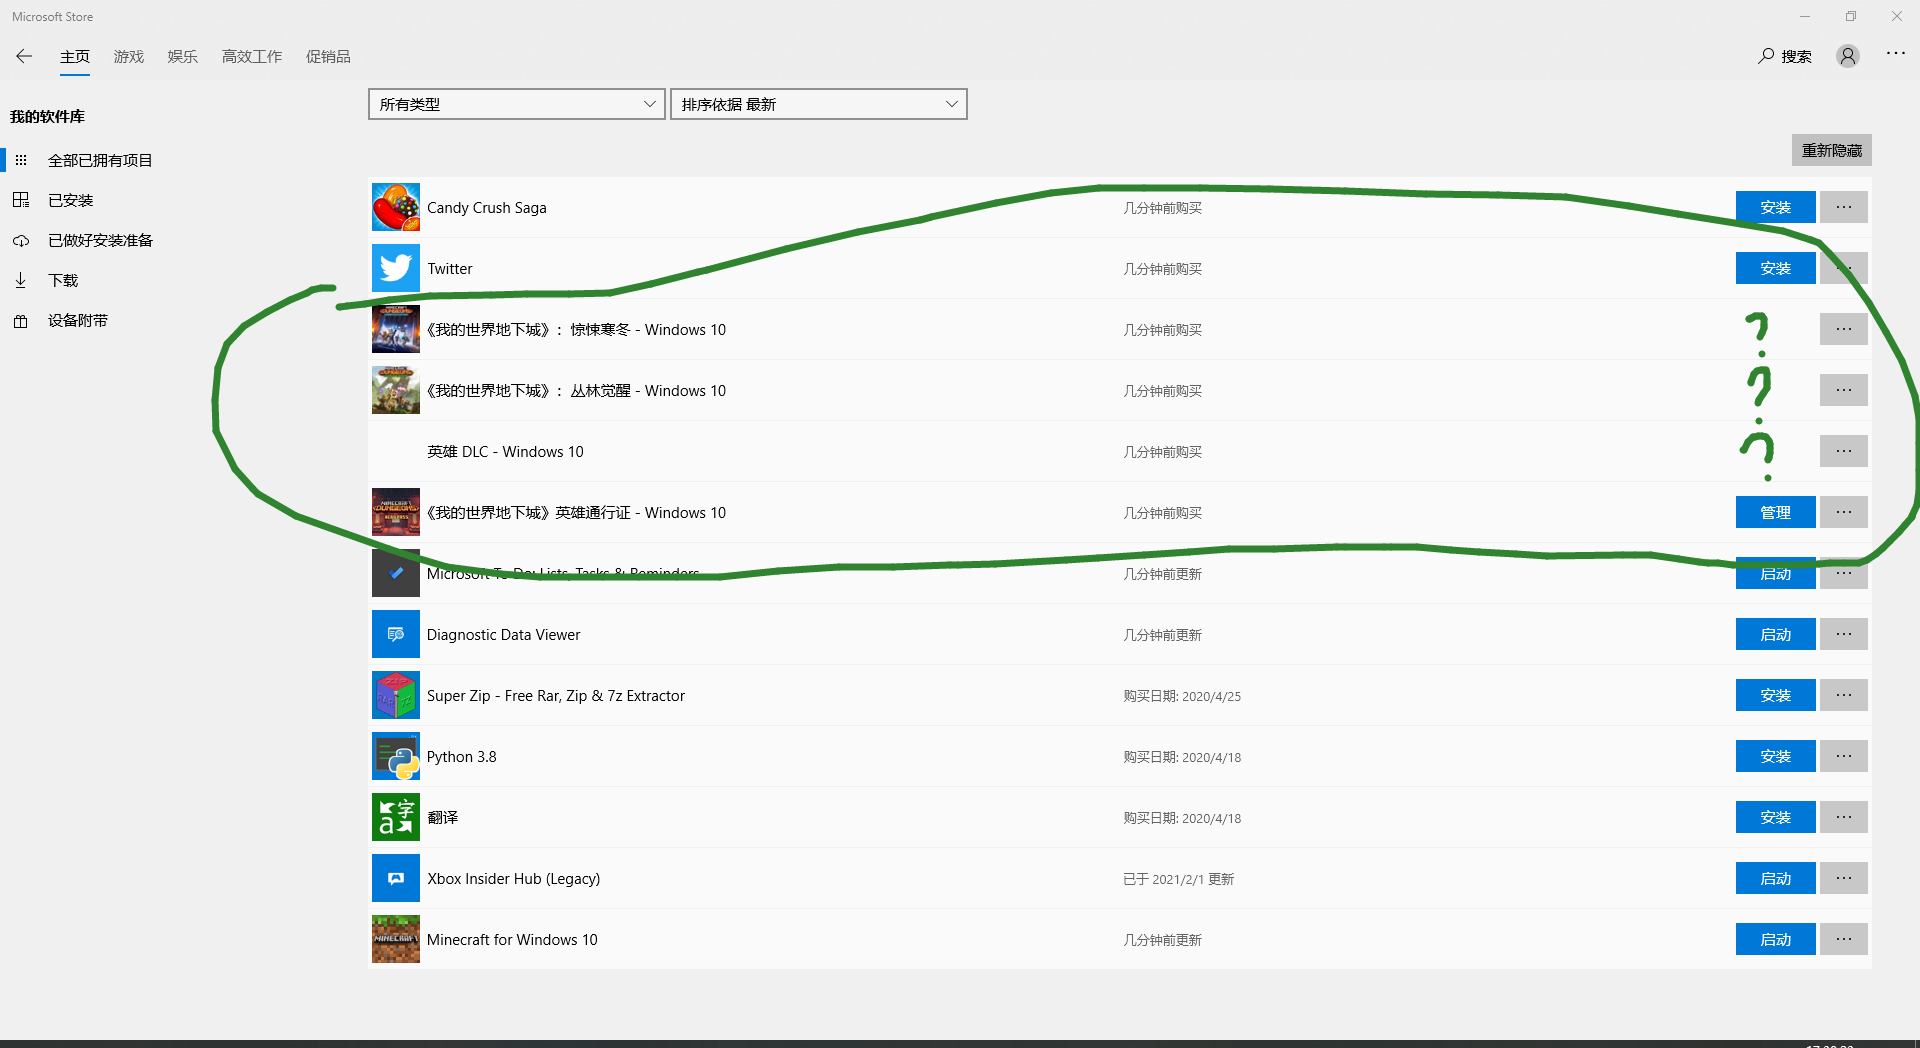 Microsoft Store
主页 游戏 娱乐 高效工作 促销品 搜索
我的软件库
全部已拥有项目
已安装
已做好安装准备
下载
设备附带
所有类型 排序依据 最新
重新隐藏
Candy Crush Saga 几分钟前购买 安装
Twitter 几分钟前购买 安装
《我的世界地下城》：惊悚寒冬 - Windows 10 几分钟前购买 ?
《我的世界地下城》：丛林觉醒 - Windows 10 几分钟前购买 ?
英雄 DLC - Windows 10 几分钟前购买 ?
《我的世界地下城》英雄通行证 - Windows 10 几分钟前购买 管理
Microsoft To Do: Lists, Tasks & Reminders 几分钟前更新 启动
Diagnostic Data Viewer 几分钟前更新 启动
Super Zip - Free Rar, Zip & 7z Extractor 购买日期: 2020/4/25 安装
Python 3.8 购买日期: 2020/4/18 安装
翻译 购买日期: 2020/4/18 安装
Xbox Insider Hub (Legacy) 已于 2021/2/1 更新 启动
Minecraft for Windows 10 几分钟前更新 启动